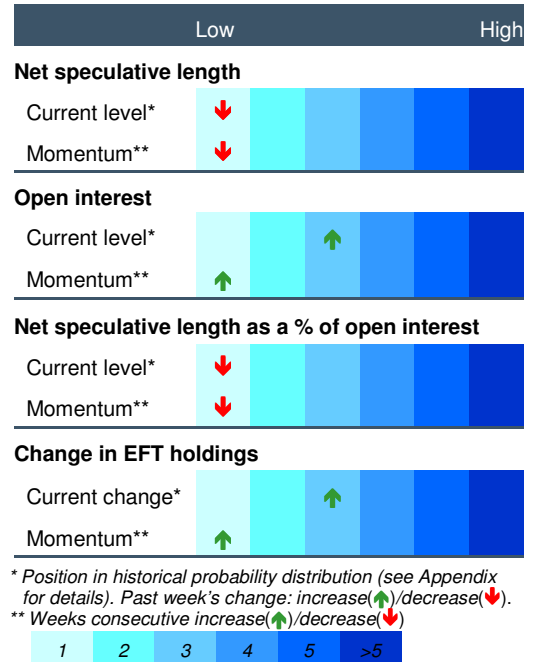 Low High
Net speculative length
Current level*
Momentum**
Open interest
Current level*
Momentum**
Net speculative length as a % of open interest
Current level*
Momentum**
Change in EFT holdings
Current change*
Momentum**
* Position in historical probability distribution (see Appendix
for details). Past week's change: increase(↑)/decrease(↓).
** Weeks consecutive increase(↑)/decrease(↓)
1 2 3 4 5 >5